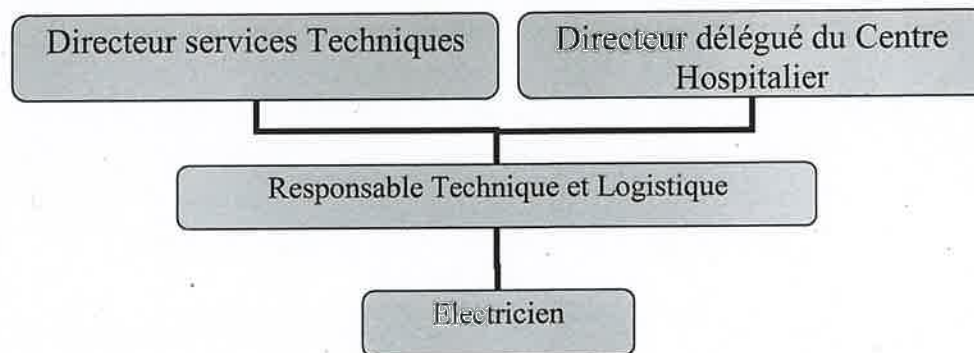 Directeur services Techniques
Directeur délégué du Centre
Hospitalier
Responsable Technique et Logistique
Electricien